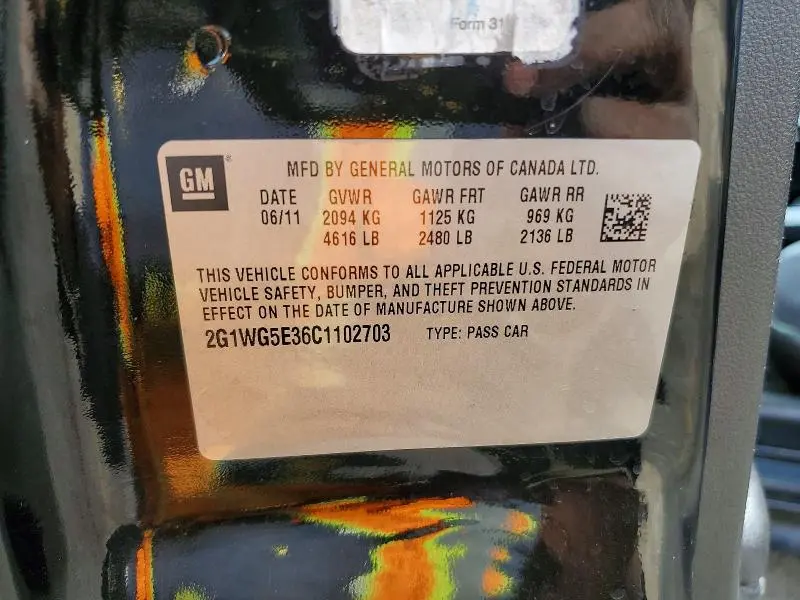 Form 31
GM
MFD BY GENERAL MOTORS OF CANADA LTD.
DATE GVWR GAWR FRT GAWR RR
06/11 2094 KG 1125 KG 969 KG
4616 LB 2480 LB 2136 LB
THIS VEHICLE CONFORMS TO ALL APPLICABLE U.S. FEDERAL MOTOR
VEHICLE SAFETY, BUMPER, AND THEFT PREVENTION STANDARDS IN
EFFECT ON THE DATE OF MANUFACTURE SHOWN ABOVE.
2G1WG5E36C1102703 TYPE: PASS CAR